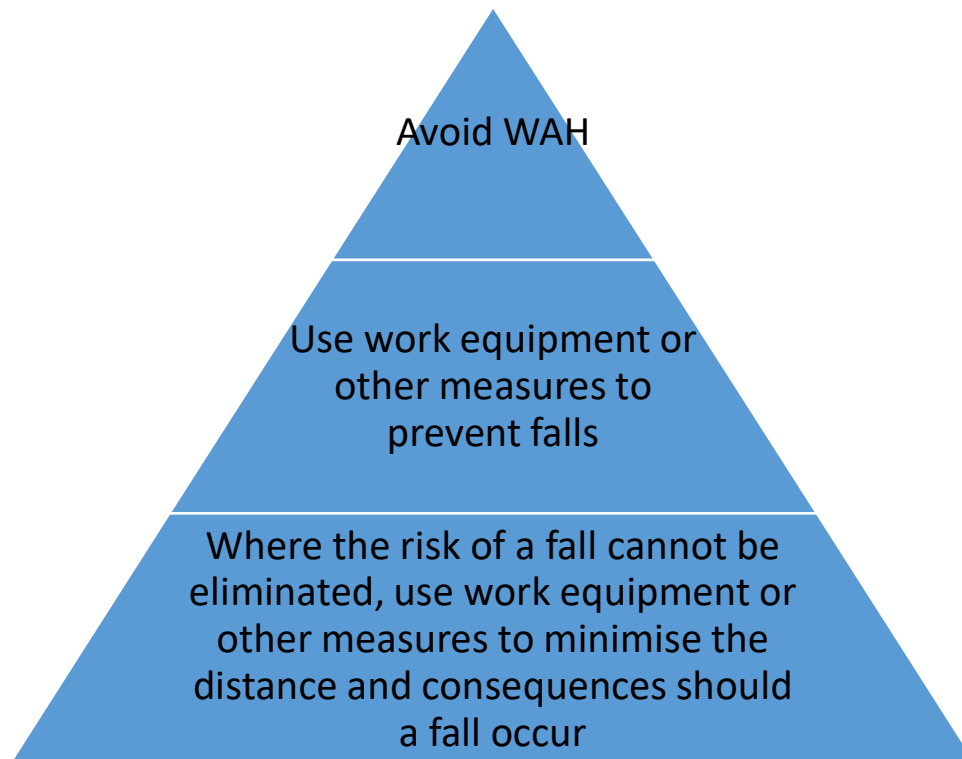 Avoid WAH
Use work equipment or
other measures to
prevent falls
Where the risk of a fall cannot be
eliminated, use work equipment or
other measures to minimise the
distance and consequences should
a fall occur